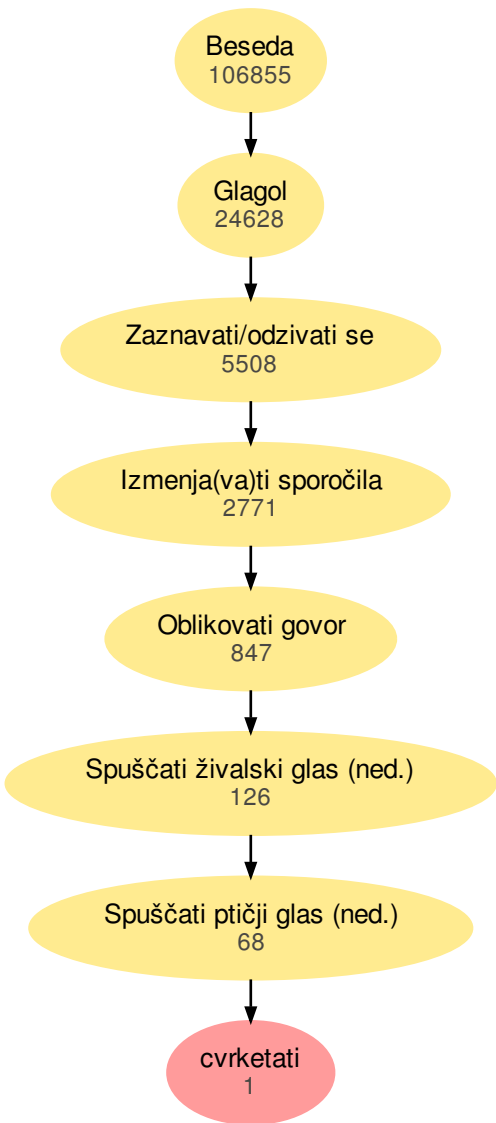 Beseda
106855
Glagol
24628
Zaznavati/odzivati se
5508
Izmenja(va)ti sporočila
2771
Oblikovati govor
847
Spuščati živalski glas (ned.)
126
Spuščati ptičji glas (ned.)
68
cvrketati
1